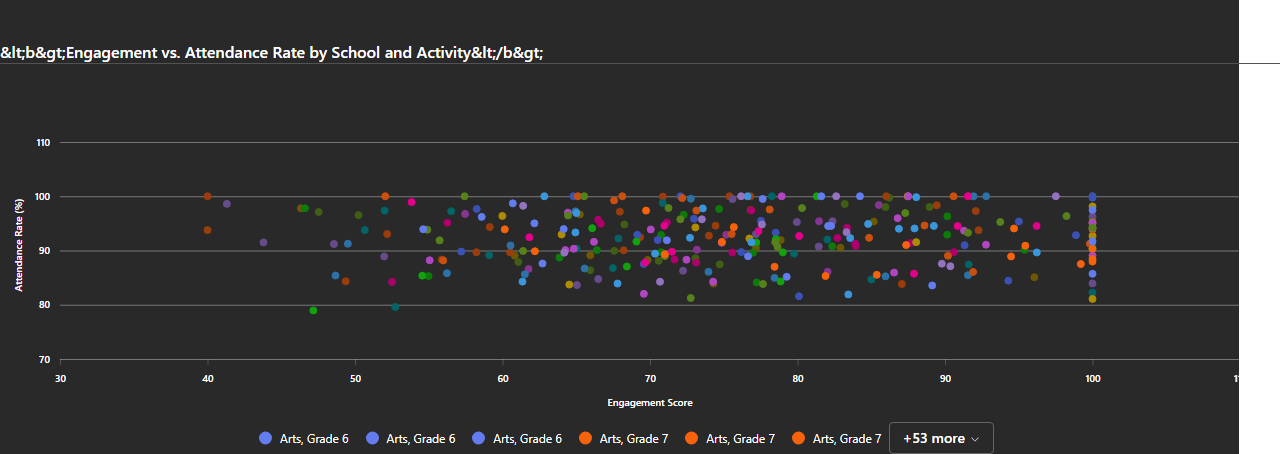 &lt;b&gt;Engagement vs. Attendance Rate by School and Activity&lt;/b&gt;
110
100
90
80
70
Attendance Rate (%)
30 40 50 60 70 80 90 100
Engagement Score
Arts, Grade 6 Arts, Grade 6 Arts, Grade 6 Arts, Grade 7 Arts, Grade 7 Arts, Grade 7 +53 more